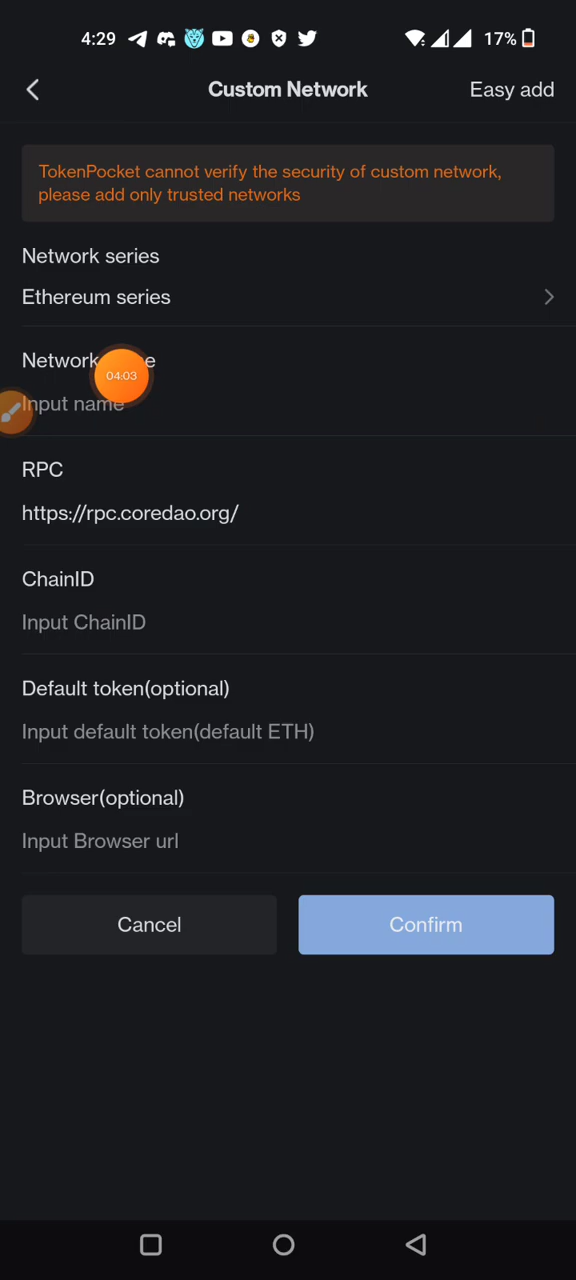 4:29
17%
Custom Network
Easy add
TokenPocket cannot verify the security of custom network,
please add only trusted networks
Network series
Ethereum series
Network
04:03
Input name
RPC
https://rpc.coredao.org/
ChainID
Input ChainID
Default token(optional)
Input default token(default ETH)
Browser(optional)
Input Browser url
Cancel
Confirm